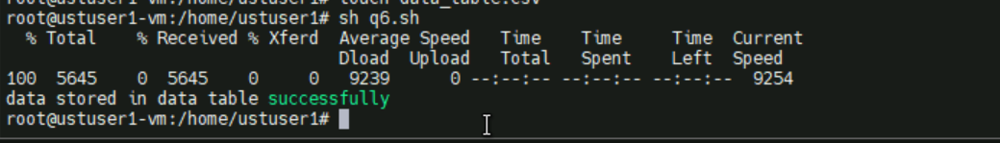 root@ustuser1-vm:/home/ustuser1# touch data_table.csv
root@ustuser1-vm:/home/ustuser1# sh q6.sh
% Total % Received % Xferd Average Speed Time Time Time Current
Dload Upload Total Spent Left Speed
100 5645 0 5645 0 0 9239 0 --:--:-- --:--:-- --:--:-- 9254
data stored in data table successfully
root@ustuser1-vm:/home/ustuser1#